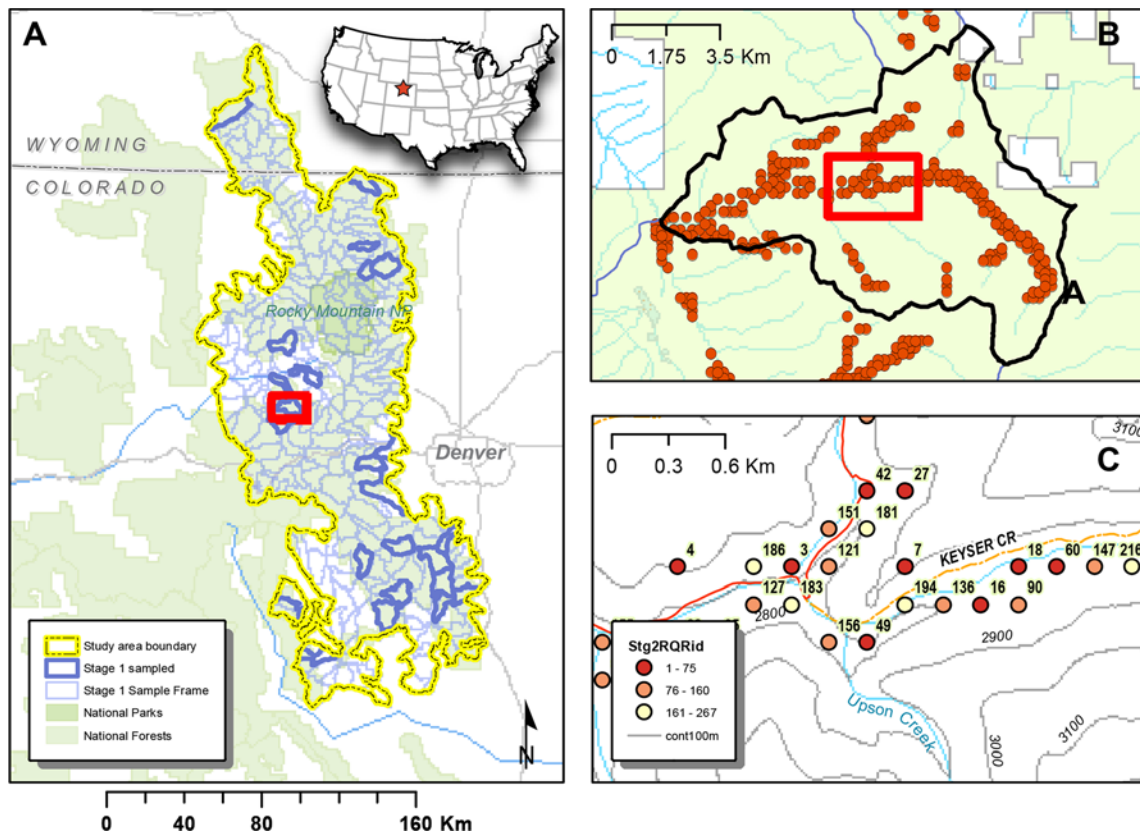 A
WYOMING
COLORADO
Rocky Mountain NP
Denver
Study area boundary
Stage 1 sampled
Stage 1 Sample Frame
National Parks
National Forests
N
0 40 80 160 Km
B
0 1.75 3.5 Km
A
C
0 0.3 0.6 Km
3100
42 27
151 181
4 186 3 121 7 KEYSER CR 18 60 147 216
127 183 194 136 16 90
2800
156 49
2900
Upson Creek
3000
3100
Stg2RQRid
1 - 75
76 - 160
161 - 267
cont100m